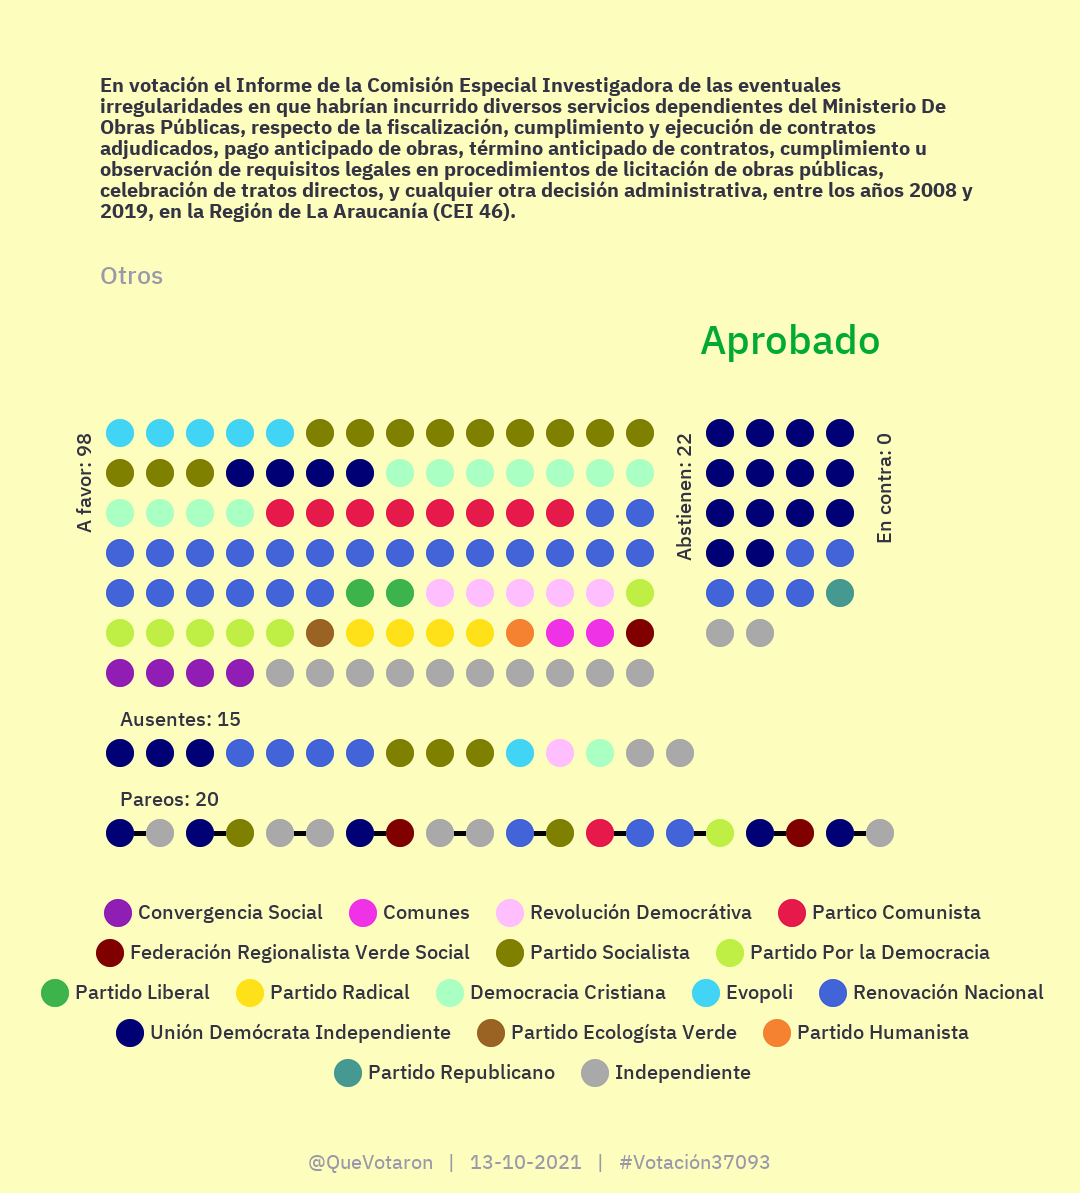 En votación el Informe de la Comisión Especial Investigadora de las eventuales
irregularidades en que habrían incurrido diversos servicios dependientes del Ministerio De
Obras Públicas, respecto de la fiscalización, cumplimiento y ejecución de contratos
adjudicados, pago anticipado de obras, término anticipado de contratos, cumplimiento u
observación de requisitos legales en procedimientos de licitación de obras públicas,
celebración de tratos directos, y cualquier otra decisión administrativa, entre los años 2008 y
2019, en la Región de La Araucanía (CEI 46).
Otros
Aprobado
A favor: 98
Abstienen: 22
En contra: 0
Ausentes: 15
Pareos: 20
Convergencia Social Comunes Revolución Democrátiva Partico Comunista
Federación Regionalista Verde Social Partido Socialista Partido Por la Democracia
Partido Liberal Partido Radical Democracia Cristiana Evopoli Renovación Nacional
Unión Demócrata Independiente Partido Ecologísta Verde Partido Humanista
Partido Republicano Independiente
@QueVotaron | 13-10-2021 | #Votación37093